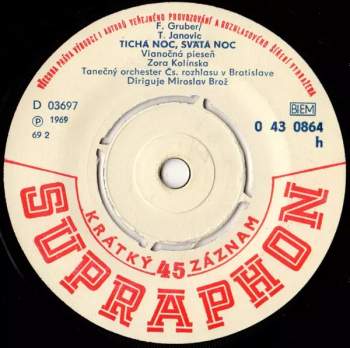 VŠECHNA PRÁVA VÝROBCE I AUTORŮ VEŘEJNÉHO PROVOZOVÁNÍ A ROZHLASOVÉHO ŠÍŘENÍ VYHRAZENA
F. Gruber/
T. Janovic
TICHÁ NOC, SVÄTÁ NOC
Vianočná pieseň
Zora Kolínska
Tanečný orchester Čs. rozhlasu v Bratislave
Diriguje Miroslav Brož
D 03697
Ⓟ 1969
69 2
BIEM
0 43 0864
h
KRÁTKÝ 45 ZÁZNAM
SUPRAPHON